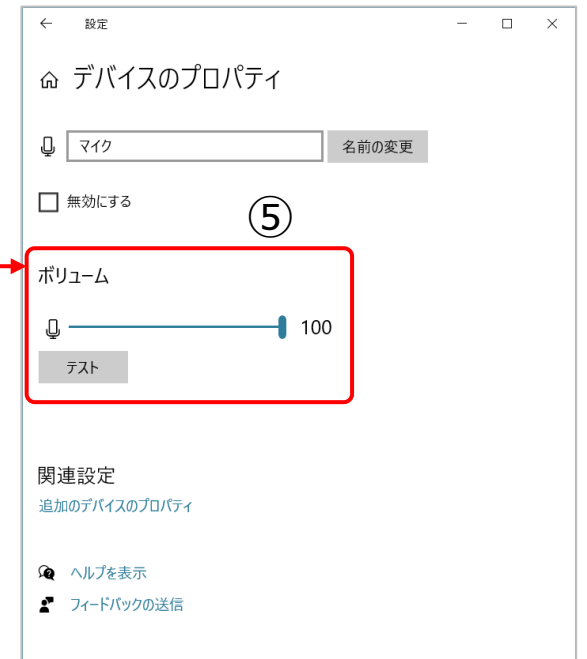 設定
デバイスのプロパティ
マイク 名前の変更
無効にする
⑤
ボリューム
100
テスト
関連設定
追加のデバイスのプロパティ
ヘルプを表示
フィードバックの送信